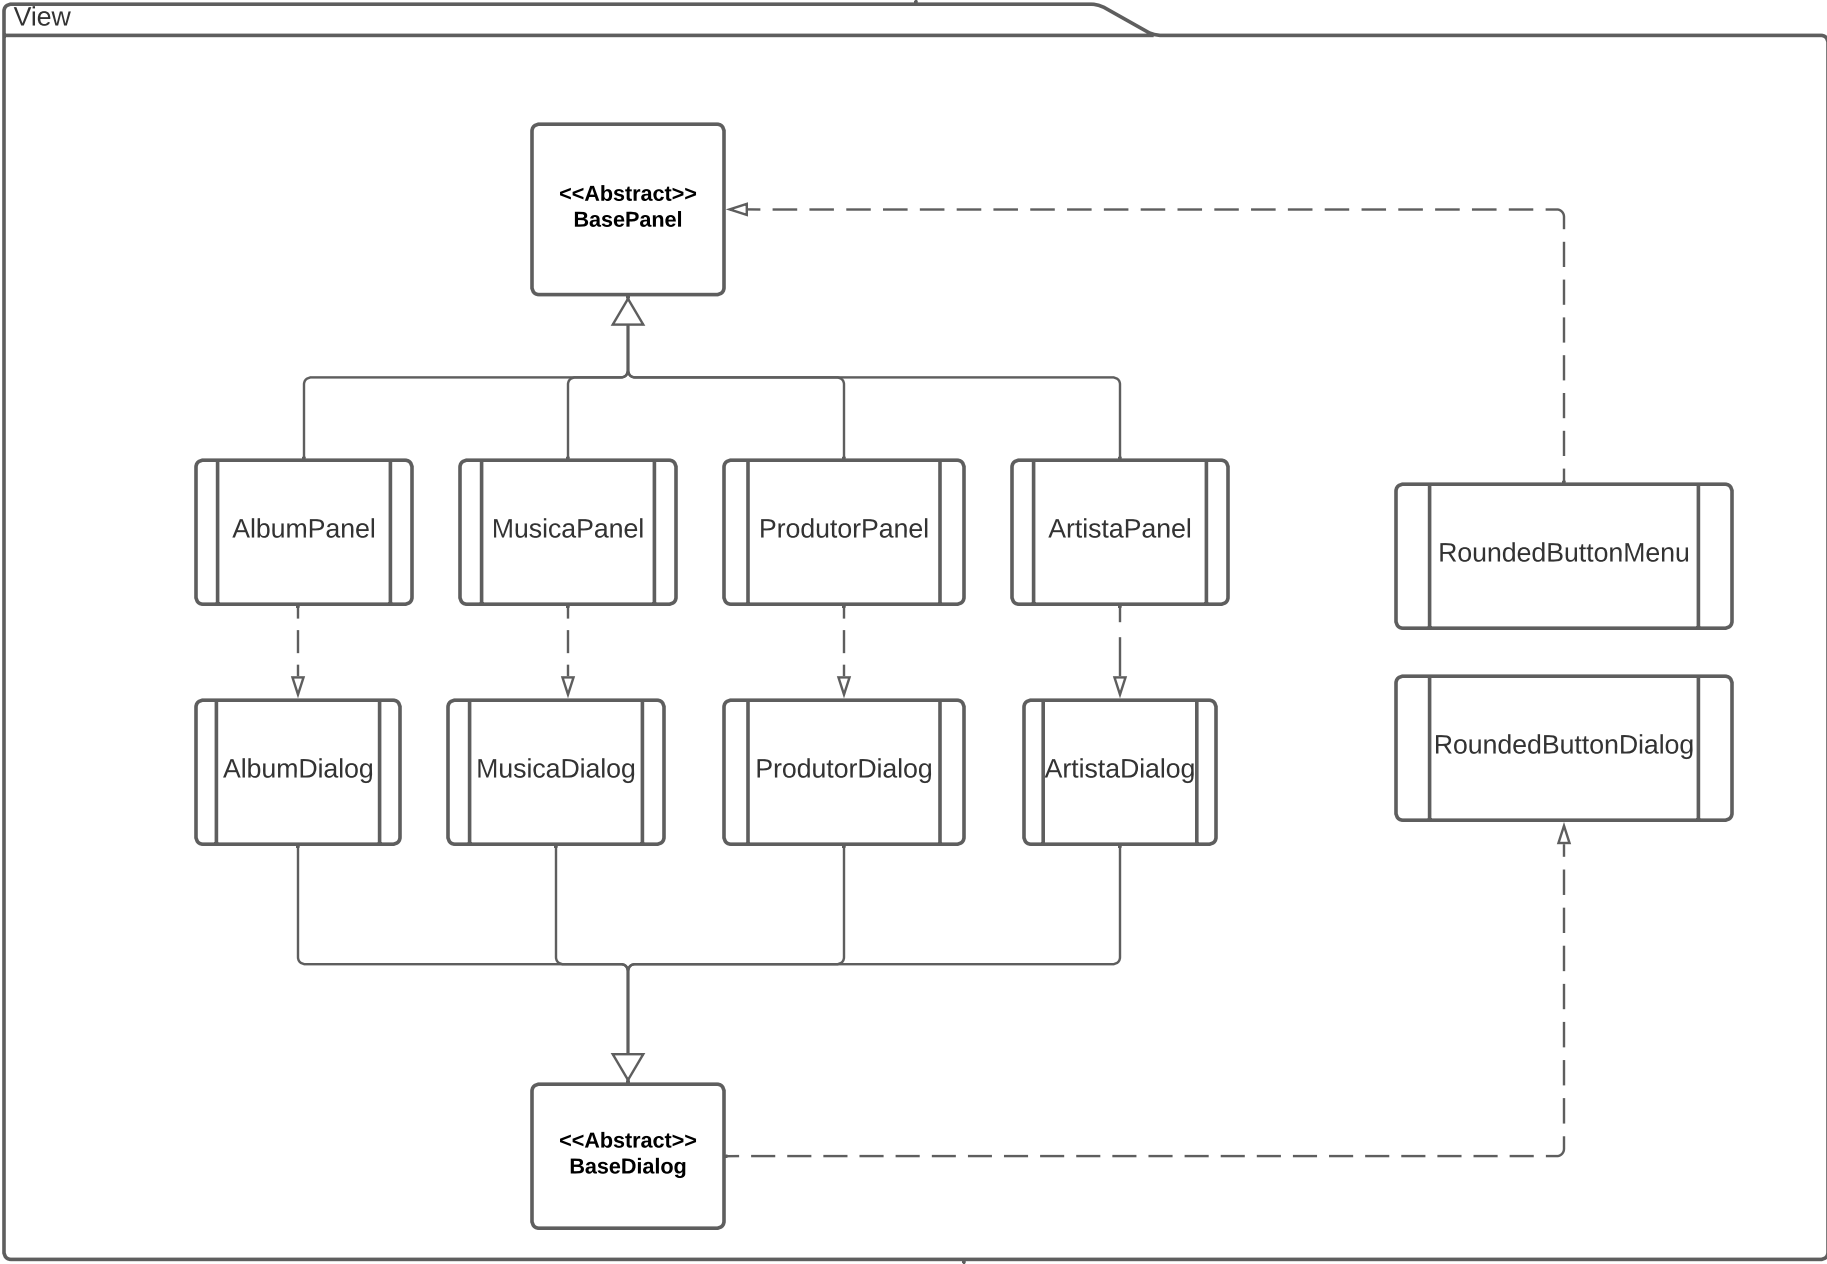 View
<<Abstract>>
BasePanel
AlbumPanel
MusicaPanel
ProdutorPanel
ArtistaPanel
RoundedButtonMenu
AlbumDialog
MusicaDialog
ProdutorDialog
ArtistaDialog
RoundedButtonDialog
<<Abstract>>
BaseDialog